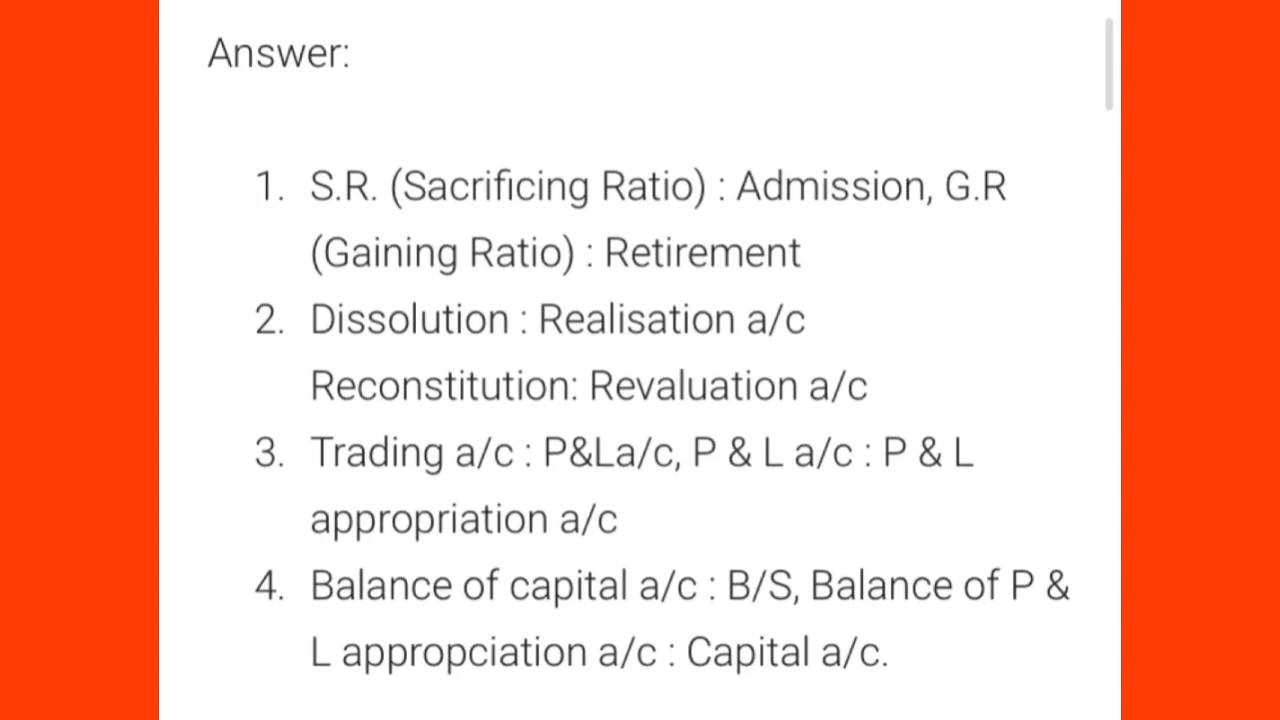 Answer:
1. S.R. (Sacrificing Ratio) : Admission, G.R
(Gaining Ratio) : Retirement
2. Dissolution : Realisation a/c
Reconstitution: Revaluation a/c
3. Trading a/c : P&La/c, P & L a/c : P & L
appropriation a/c
4. Balance of capital a/c : B/S, Balance of P &
L appropciation a/c : Capital a/c.